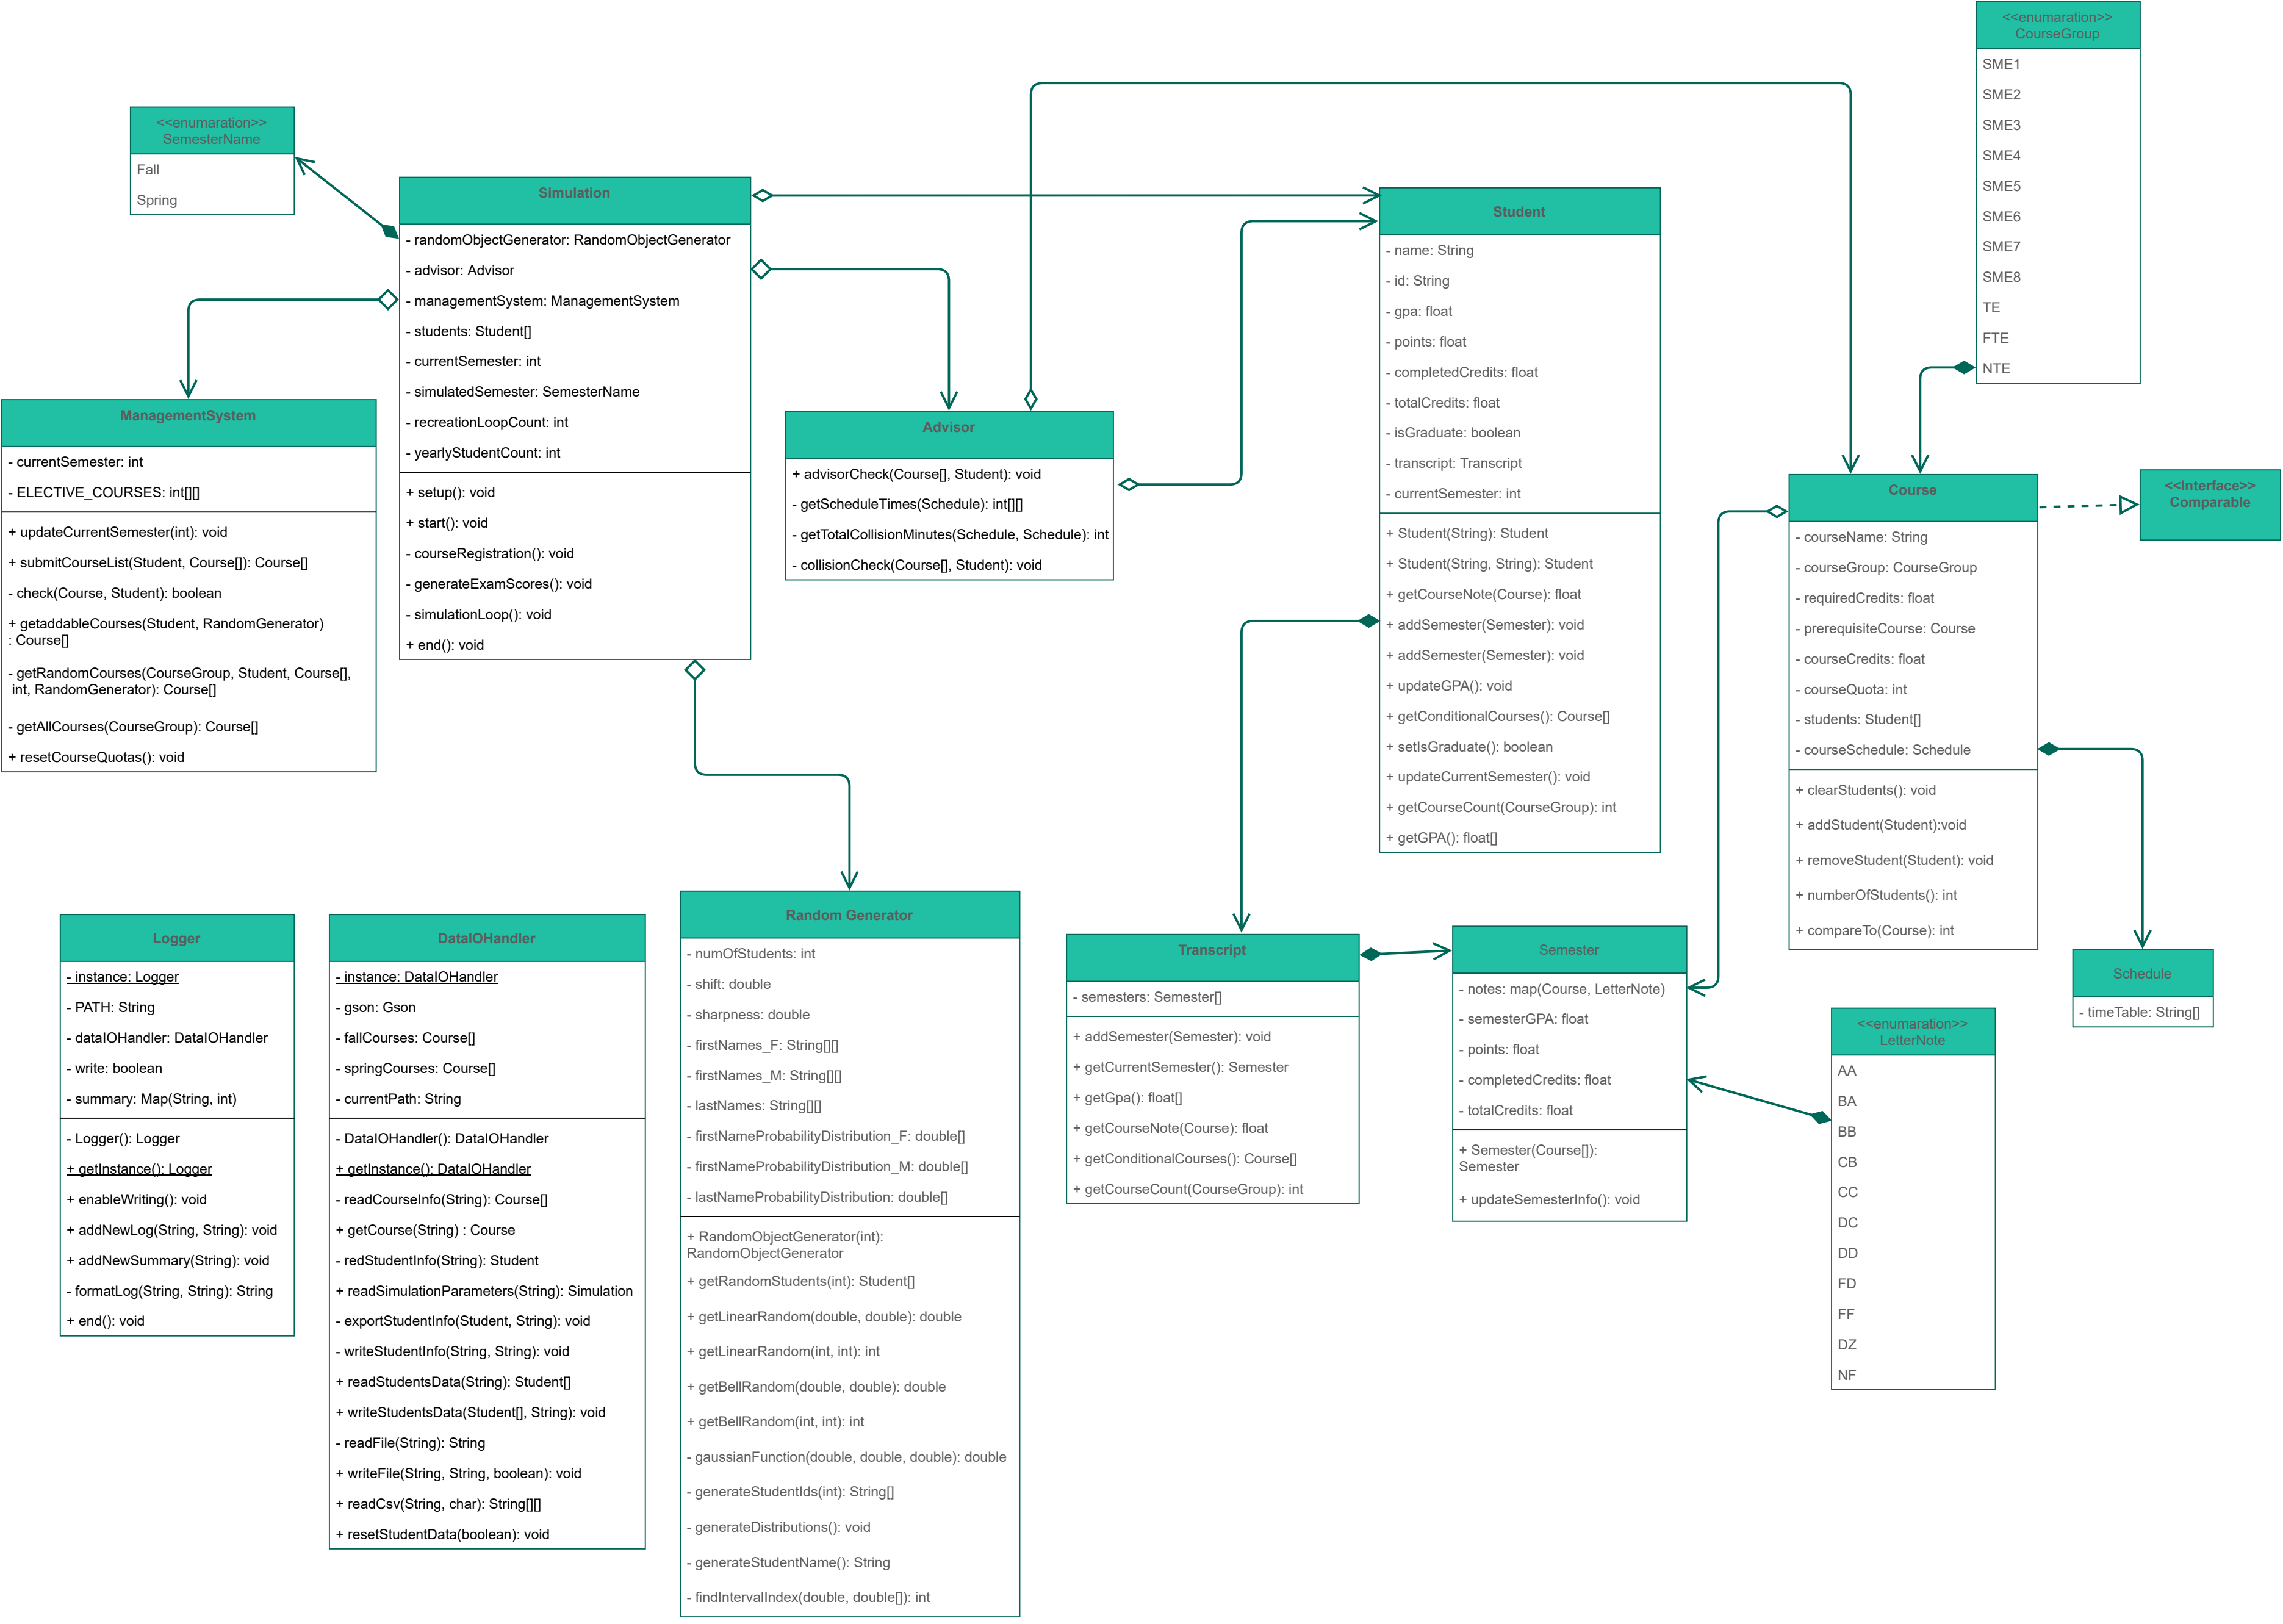 <<enumaration>>
CourseGroup
SME1
SME2
SME3
SME4
SME5
SME6
SME7
SME8
TE
FTE
NTE
<<enumaration>>
SemesterName
Fall
Spring
Simulation
- randomObjectGenerator: RandomObjectGenerator
- advisor: Advisor
- managementSystem: ManagementSystem
- students: Student[]
- currentSemester: int
- simulatedSemester: SemesterName
- recreationLoopCount: int
- yearlyStudentCount: int
+ setup(): void
+ start(): void
- courseRegistration(): void
- generateExamScores(): void
- simulationLoop(): void
+ end(): void
Student
- name: String
- id: String
- gpa: float
- points: float
- completedCredits: float
- totalCredits: float
- isGraduate: boolean
- transcript: Transcript
- currentSemester: int
+ Student(String): Student
+ Student(String, String): Student
+ getCourseNote(Course): float
+ addSemester(Semester): void
+ addSemester(Semester): void
+ updateGPA(): void
+ getConditionalCourses(): Course[]
+ setIsGraduate(): boolean
+ updateCurrentSemester(): void
+ getCourseCount(CourseGroup): int
+ getGPA(): float[]
ManagementSystem
- currentSemester: int
- ELECTIVE_COURSES: int[][]
+ updateCurrentSemester(int): void
+ submitCourseList(Student, Course[]): Course[]
- check(Course, Student): boolean
+ getaddableCourses(Student, RandomGenerator)
: Course[]
- getRandomCourses(CourseGroup, Student, Course[],
int, RandomGenerator): Course[]
- getAllCourses(CourseGroup): Course[]
+ resetCourseQuotas(): void
Advisor
+ advisorCheck(Course[], Student): void
- getScheduleTimes(Schedule): int[][]
- getTotalCollisionMinutes(Schedule, Schedule): int
- collisionCheck(Course[], Student): void
Course
- courseName: String
- courseGroup: CourseGroup
- requiredCredits: float
- prerequisiteCourse: Course
- courseCredits: float
- courseQuota: int
- students: Student[]
- courseSchedule: Schedule
+ clearStudents(): void
+ addStudent(Student):void
+ removeStudent(Student): void
+ numberOfStudents(): int
+ compareTo(Course): int
<<Interface>>
Comparable
Logger
- instance: Logger
- PATH: String
- dataIOHandler: DataIOHandler
- write: boolean
- summary: Map(String, int)
- Logger(): Logger
+ getInstance(): Logger
+ enableWriting(): void
+ addNewLog(String, String): void
+ addNewSummary(String): void
- formatLog(String, String): String
+ end(): void
DataIOHandler
- instance: DataIOHandler
- gson: Gson
- fallCourses: Course[]
- springCourses: Course[]
- currentPath: String
- DataIOHandler(): DataIOHandler
+ getInstance(): DataIOHandler
- readCourseInfo(String): Course[]
+ getCourse(String) : Course
- redStudentInfo(String): Student
+ readSimulationParameters(String): Simulation
- exportStudentInfo(Student, String): void
- writeStudentInfo(String, String): void
+ readStudentsData(String): Student[]
+ writeStudentsData(Student[], String): void
- readFile(String): String
+ writeFile(String, String, boolean): void
+ readCsv(String, char): String[][]
+ resetStudentData(boolean): void
Random Generator
- numOfStudents: int
- shift: double
- sharpness: double
- firstNames_F: String[][]
- firstNames_M: String[][]
- lastNames: String[][]
- firstNameProbabilityDistribution_F: double[]
- firstNameProbabilityDistribution_M: double[]
- lastNameProbabilityDistribution: double[]
+ RandomObjectGenerator(int):
RandomObjectGenerator
+ getRandomStudents(int): Student[]
+ getLinearRandom(double, double): double
+ getLinearRandom(int, int): int
+ getBellRandom(double, double): double
+ getBellRandom(int, int): int
- gaussianFunction(double, double, double): double
- generateStudentIds(int): String[]
- generateDistributions(): void
- generateStudentName(): String
- findIntervalIndex(double, double[]): int
Transcript
- semesters: Semester[]
+ addSemester(Semester): void
+ getCurrentSemester(): Semester
+ getGpa(): float[]
+ getCourseNote(Course): float
+ getConditionalCourses(): Course[]
+ getCourseCount(CourseGroup): int
Semester
- notes: map(Course, LetterNote)
- semesterGPA: float
- points: float
- completedCredits: float
- totalCredits: float
+ Semester(Course[]):
Semester
+ updateSemesterInfo(): void
Schedule
- timeTable: String[]
<<enumaration>>
LetterNote
AA
BA
BB
CB
CC
DC
DD
FD
FF
DZ
NF